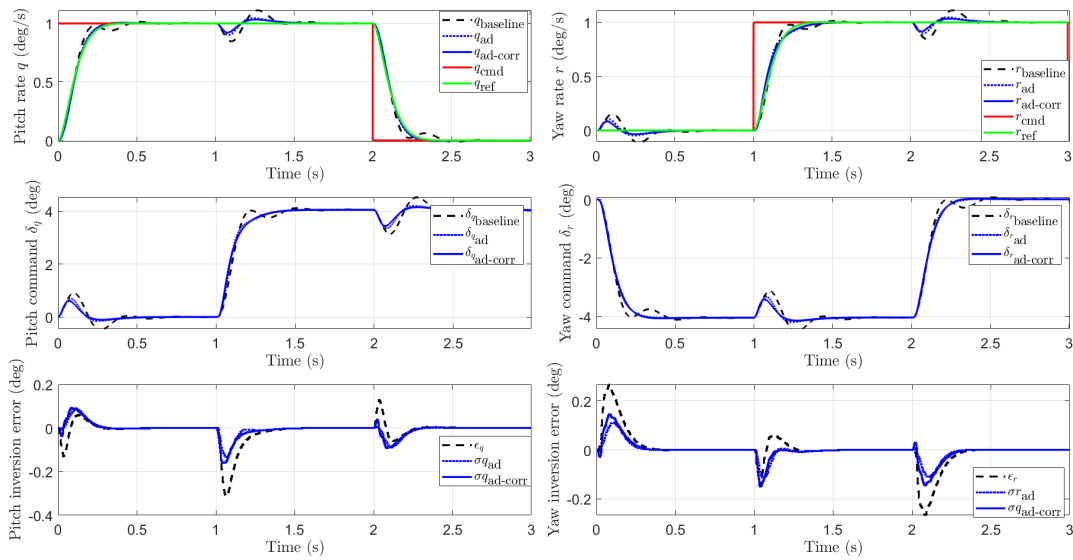 Pitch rate q (deg/s)
1
0.5
0
0 0.5 1 1.5 2 2.5 3
Time (s)
q_baseline
q_ad
q_ad-corr
q_cmd
q_ref
Yaw rate r (deg/s)
1
0.5
0
0 0.5 1 1.5 2 2.5 3
Time (s)
r_baseline
r_ad
r_ad-corr
r_cmd
r_ref
Pitch command δ_q (deg)
4
2
0
0 0.5 1 1.5 2 2.5
Time (s)
δ_q baseline
δ_q ad
δ_q ad-corr
Yaw command δ_r (deg)
0
-2
-4
0 0.5 1 1.5 2 2.5 3
Time (s)
δ_r baseline
δ_r ad
δ_r ad-corr
Pitch inversion error (deg)
0.2
0
-0.2
-0.4
0 0.5 1 1.5 2 2.5 3
Time (s)
ϵ_q
σq_ad
σq_ad-corr
Yaw inversion error (deg)
0.2
0
-0.2
0 0.5 1 1.5 2 2.5 3
Time (s)
ϵ_r
σr_ad
σq_ad-corr